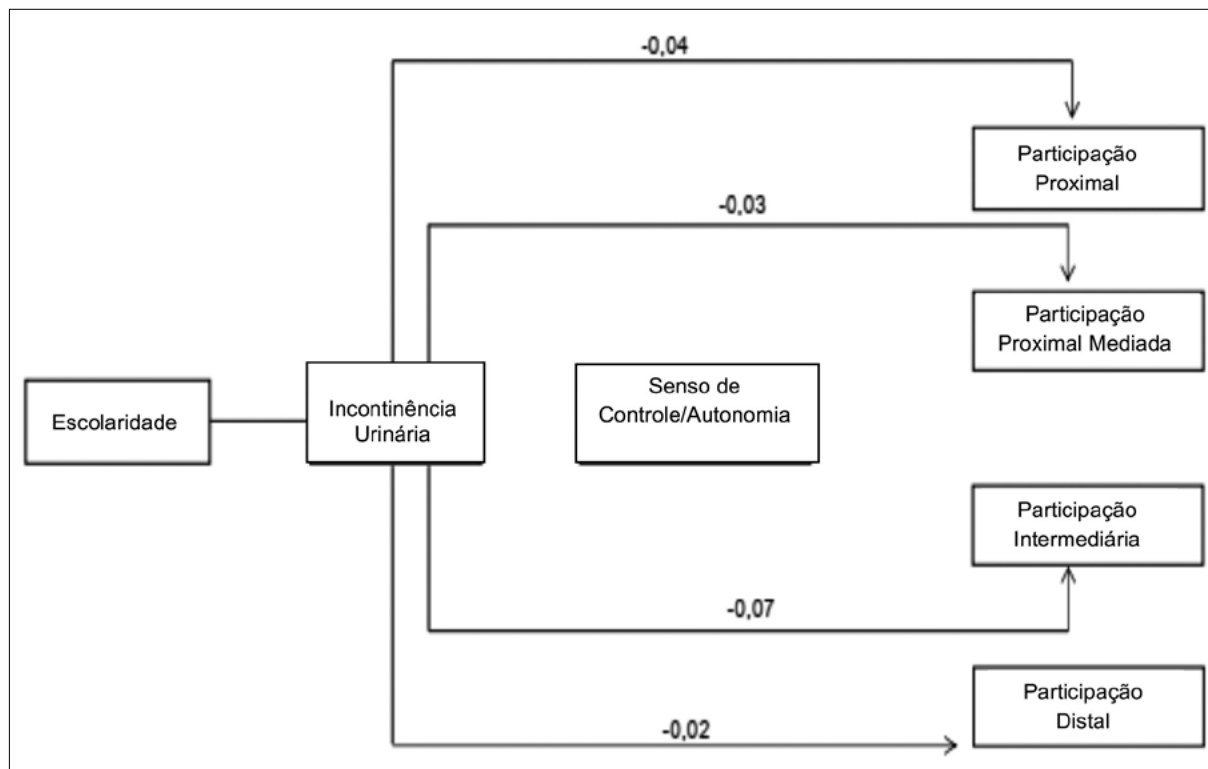 -0,04
Participação
Proximal
-0,03
Participação
Proximal Mediada
Escolaridade
Incontinência
Urinária
Senso de
Controle/Autonomia
Participação
Intermediária
-0,07
Participação
Distal
-0,02